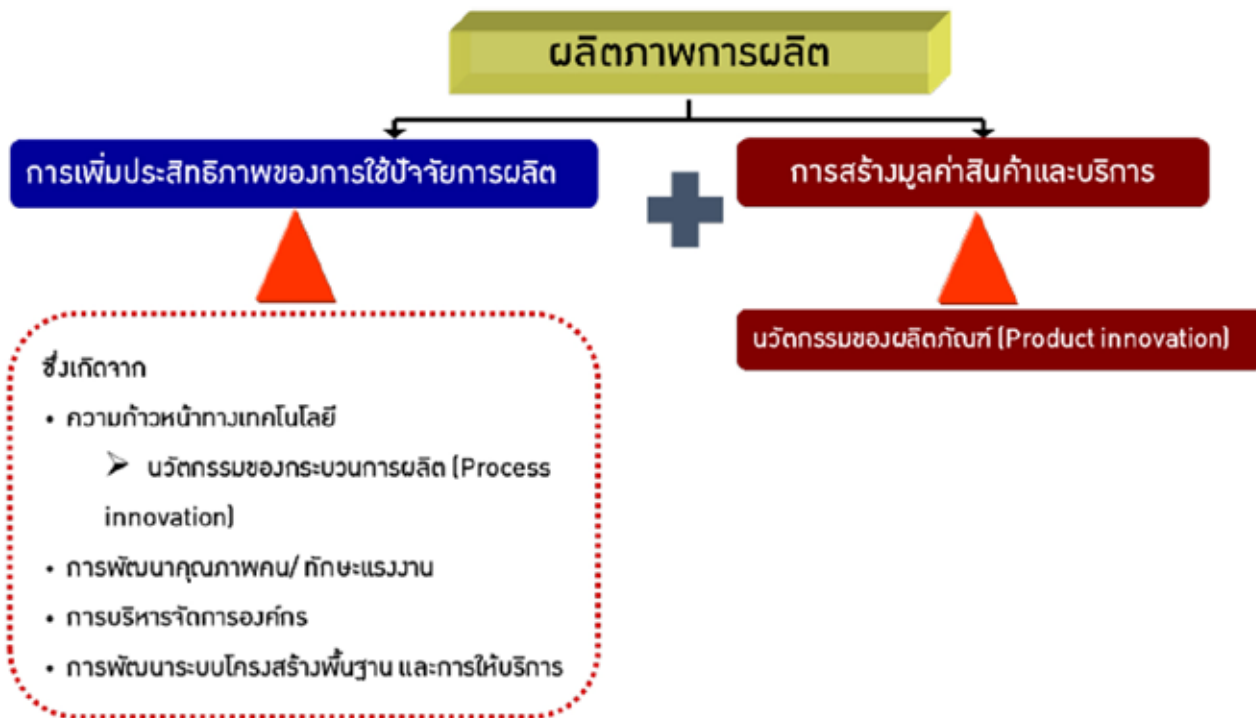 ผลิตภาพการผลิต
การเพิ่มประสิทธิภาพของการใช้ปัจจัยการผลิต
การสร้างมูลค่าสินค้าและบริการ
นวัตกรรมของผลิตภัณฑ์ (Product innovation)
ซึ่งเกิดจาก
• ความก้าวหน้าทางเทคโนโลยี
➢ นวัตกรรมของกระบวนการผลิต (Process
innovation)
• การพัฒนาคุณภาพคน/ ทักษะแรงงาน
• การบริหารจัดการองค์กร
• การพัฒนาระบบโครงสร้างพื้นฐาน และการให้บริการ